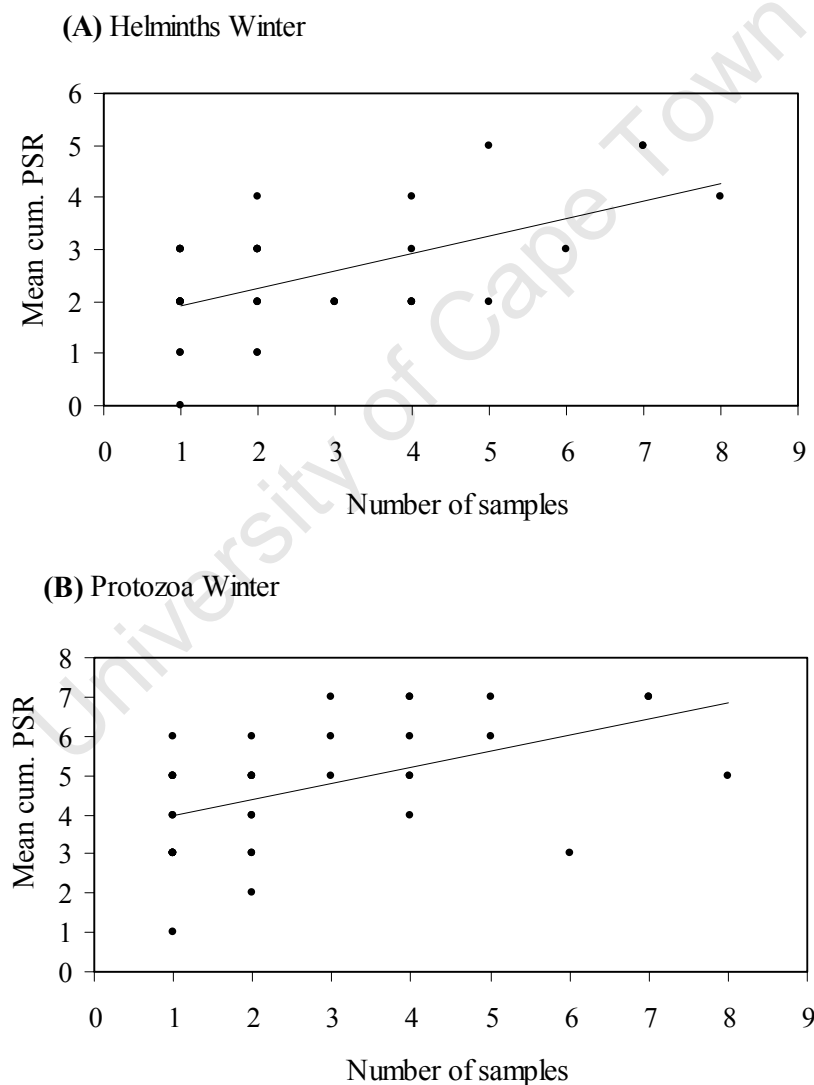 (A) Helminths Winter
6
5
4
3
2
1
0
Mean cum. PSR
0 1 2 3 4 5 6 7 8 9
Number of samples
(B) Protozoa Winter
8
7
6
5
4
3
2
1
0
Mean cum. PSR
0 1 2 3 4 5 6 7 8 9
Number of samples
University of Cape Town